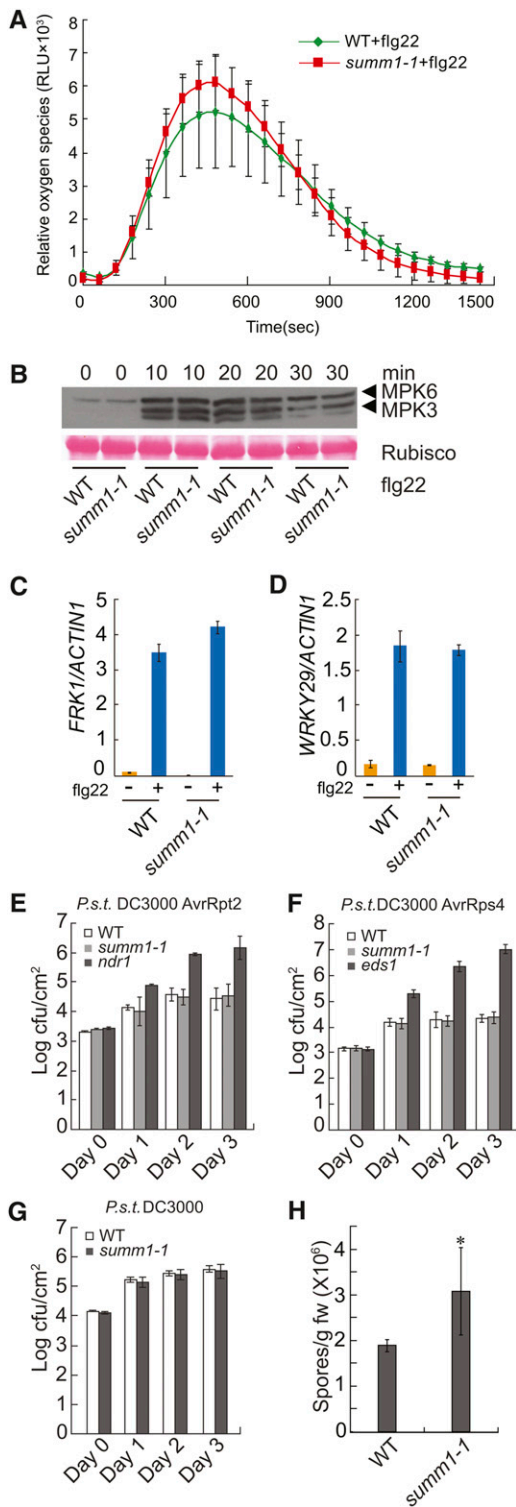 A
Relative oxygen species (RLU×10³)
8
7
6
5
4
3
2
1
0
WT+flg22
summ1-1+flg22
0 300 600 900 1200 1500
Time(sec)
B
0 0 10 10 20 20 30 30 min
MPK6
MPK3
Rubisco
WT summ1-1 WT summ1-1 WT summ1-1 WT summ1-1
flg22
C
FRK1/ACTIN1
5
4
3
2
1
0
flg22 - + - +
WT summ1-1
D
WRKY29/ACTIN1
2.5
2
1.5
1
0.5
0
flg22 - + - +
WT summ1-1
E
P.s.t. DC3000 AvrRpt2
WT
summ1-1
ndr1
Log cfu/cm²
7
6
5
4
3
2
1
0
Day 0 Day 1 Day 2 Day 3
F
P.s.t.DC3000 AvrRps4
WT
summ1-1
eds1
Log cfu/cm²
8
7
6
5
4
3
2
1
0
Day 0 Day 1 Day 2 Day 3
G
P.s.t.DC3000
WT
summ1-1
Log cfu/cm²
7
6
5
4
3
2
1
0
Day 0 Day 1 Day 2 Day 3
H
Spores/g fw (X10⁶)
4
3
2
1
0
*
WT summ1-1